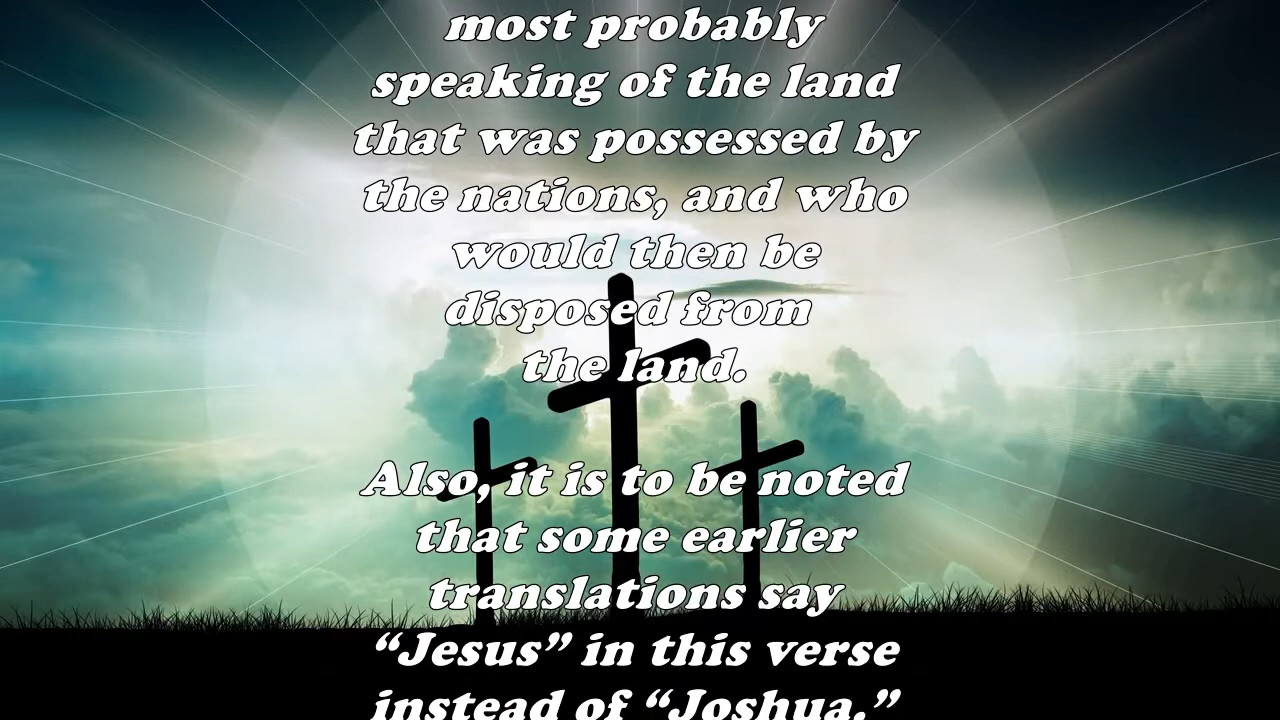 most probably
speaking of the land
that was possessed by
the nations, and who
would then be
disposed from
the land.
Also, it is to be noted
that some earlier
translations say
“Jesus” in this verse
instead of “Joshua.”